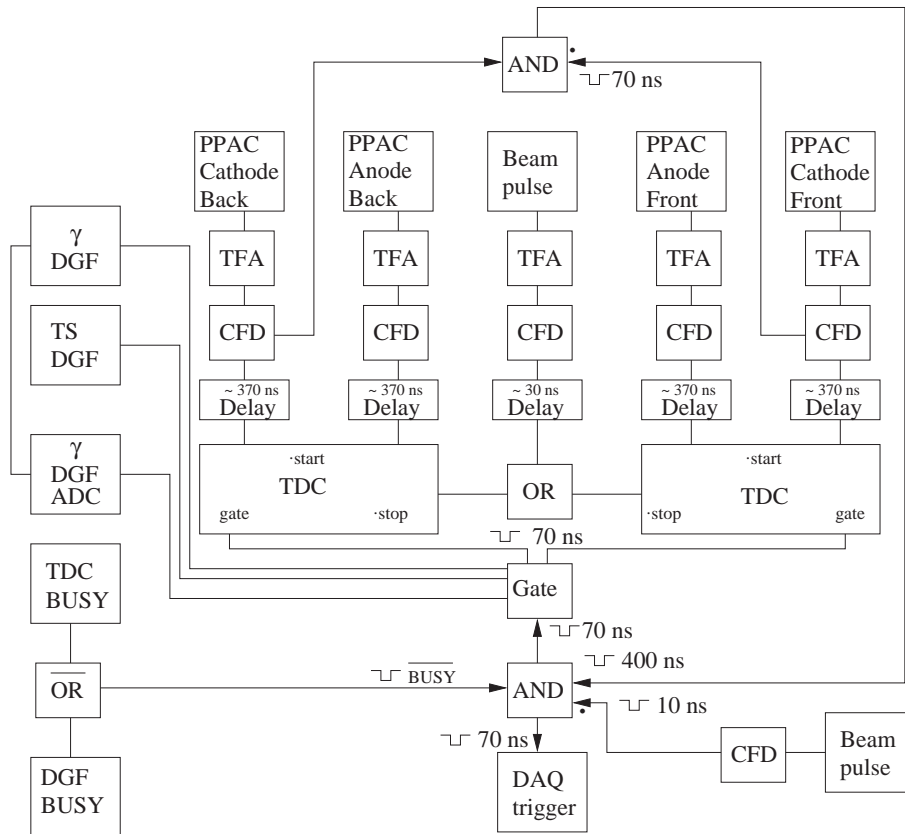 AND
70 ns
PPAC
Cathode
Back
PPAC
Anode
Back
Beam
pulse
PPAC
Anode
Front
PPAC
Cathode
Front
γ
DGF
TFA
TFA
TFA
TFA
TFA
TS
DGF
CFD
CFD
CFD
CFD
CFD
~ 370 ns
Delay
~ 370 ns
Delay
~ 30 ns
Delay
~ 370 ns
Delay
~ 370 ns
Delay
γ
DGF
ADC
·start
TDC
gate
·stop
OR
·start
TDC
·stop
gate
70 ns
TDC
BUSY
Gate
70 ns
400 ns
OR
BUSY
AND
10 ns
70 ns
DGF
BUSY
DAQ
trigger
CFD
Beam
pulse